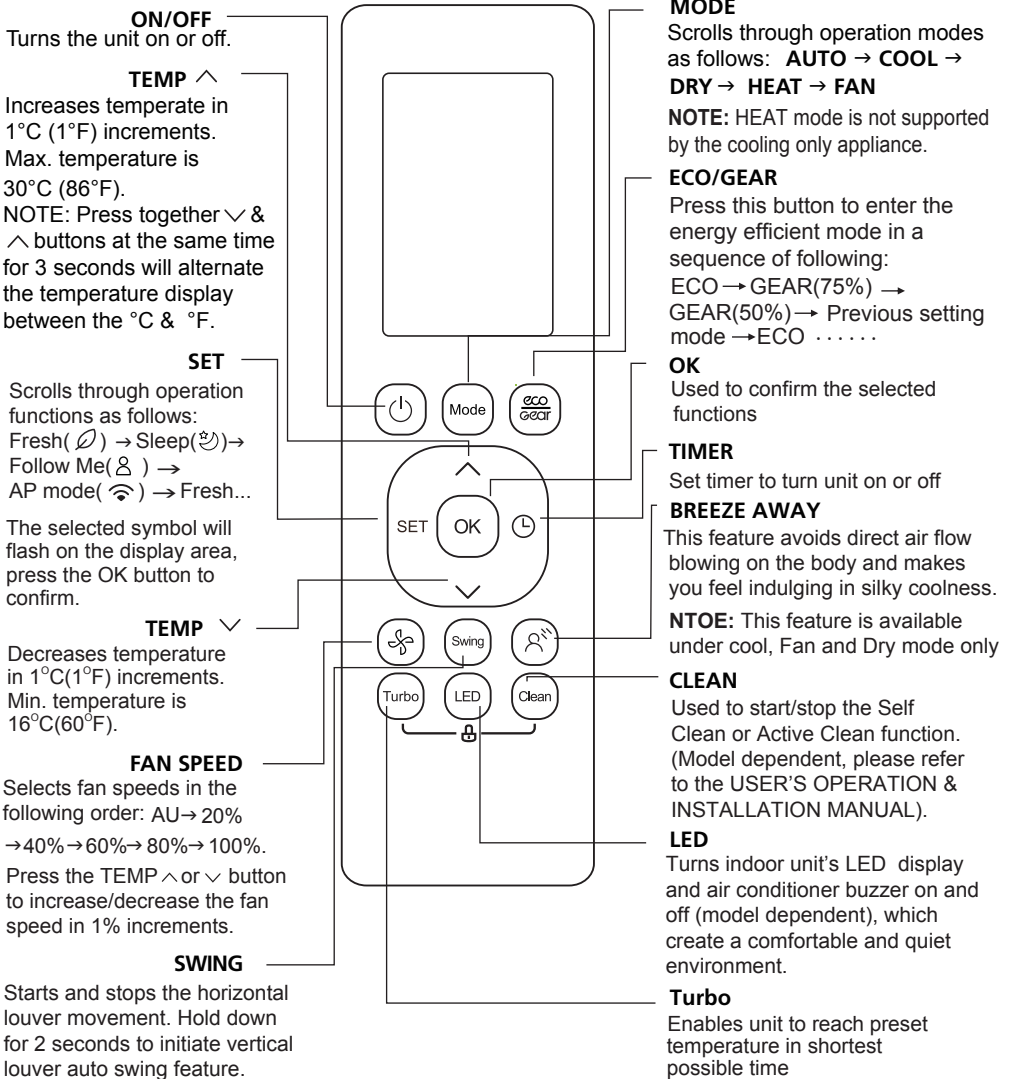 ON/OFF
Turns the unit on or off.
TEMP ︿
Increases temperate in
1°C (1°F) increments.
Max. temperature is
30°C (86°F).
NOTE: Press together ﹀ &
︿ buttons at the same time
for 3 seconds will alternate
the temperature display
between the °C & °F.
SET
Scrolls through operation
functions as follows:
Fresh( ) → Sleep( ) →
Follow Me( ) →
AP mode( ) → Fresh...
The selected symbol will
flash on the display area,
press the OK button to
confirm.
TEMP ﹀
Decreases temperature
in 1°C(1°F) increments.
Min. temperature is
16°C(60°F).
FAN SPEED
Selects fan speeds in the
following order: AU→ 20%
→40%→60%→ 80%→ 100%.
Press the TEMP ︿ or ﹀ button
to increase/decrease the fan
speed in 1% increments.
SWING
Starts and stops the horizontal
louver movement. Hold down
for 2 seconds to initiate vertical
louver auto swing feature.
Mode
eco
Gear
SET
OK
Swing
Turbo
LED
Clean
MODE
Scrolls through operation modes
as follows: AUTO → COOL →
DRY → HEAT → FAN
NOTE: HEAT mode is not supported
by the cooling only appliance.
ECO/GEAR
Press this button to enter the
energy efficient mode in a
sequence of following:
ECO → GEAR(75%) →
GEAR(50%) → Previous setting
mode → ECO ······
OK
Used to confirm the selected
functions
TIMER
Set timer to turn unit on or off
BREEZE AWAY
This feature avoids direct air flow
blowing on the body and makes
you feel indulging in silky coolness.
NTOE: This feature is available
under cool, Fan and Dry mode only
CLEAN
Used to start/stop the Self
Clean or Active Clean function.
(Model dependent, please refer
to the USER'S OPERATION &
INSTALLATION MANUAL).
LED
Turns indoor unit's LED display
and air conditioner buzzer on and
off (model dependent), which
create a comfortable and quiet
environment.
Turbo
Enables unit to reach preset
temperature in shortest
possible time